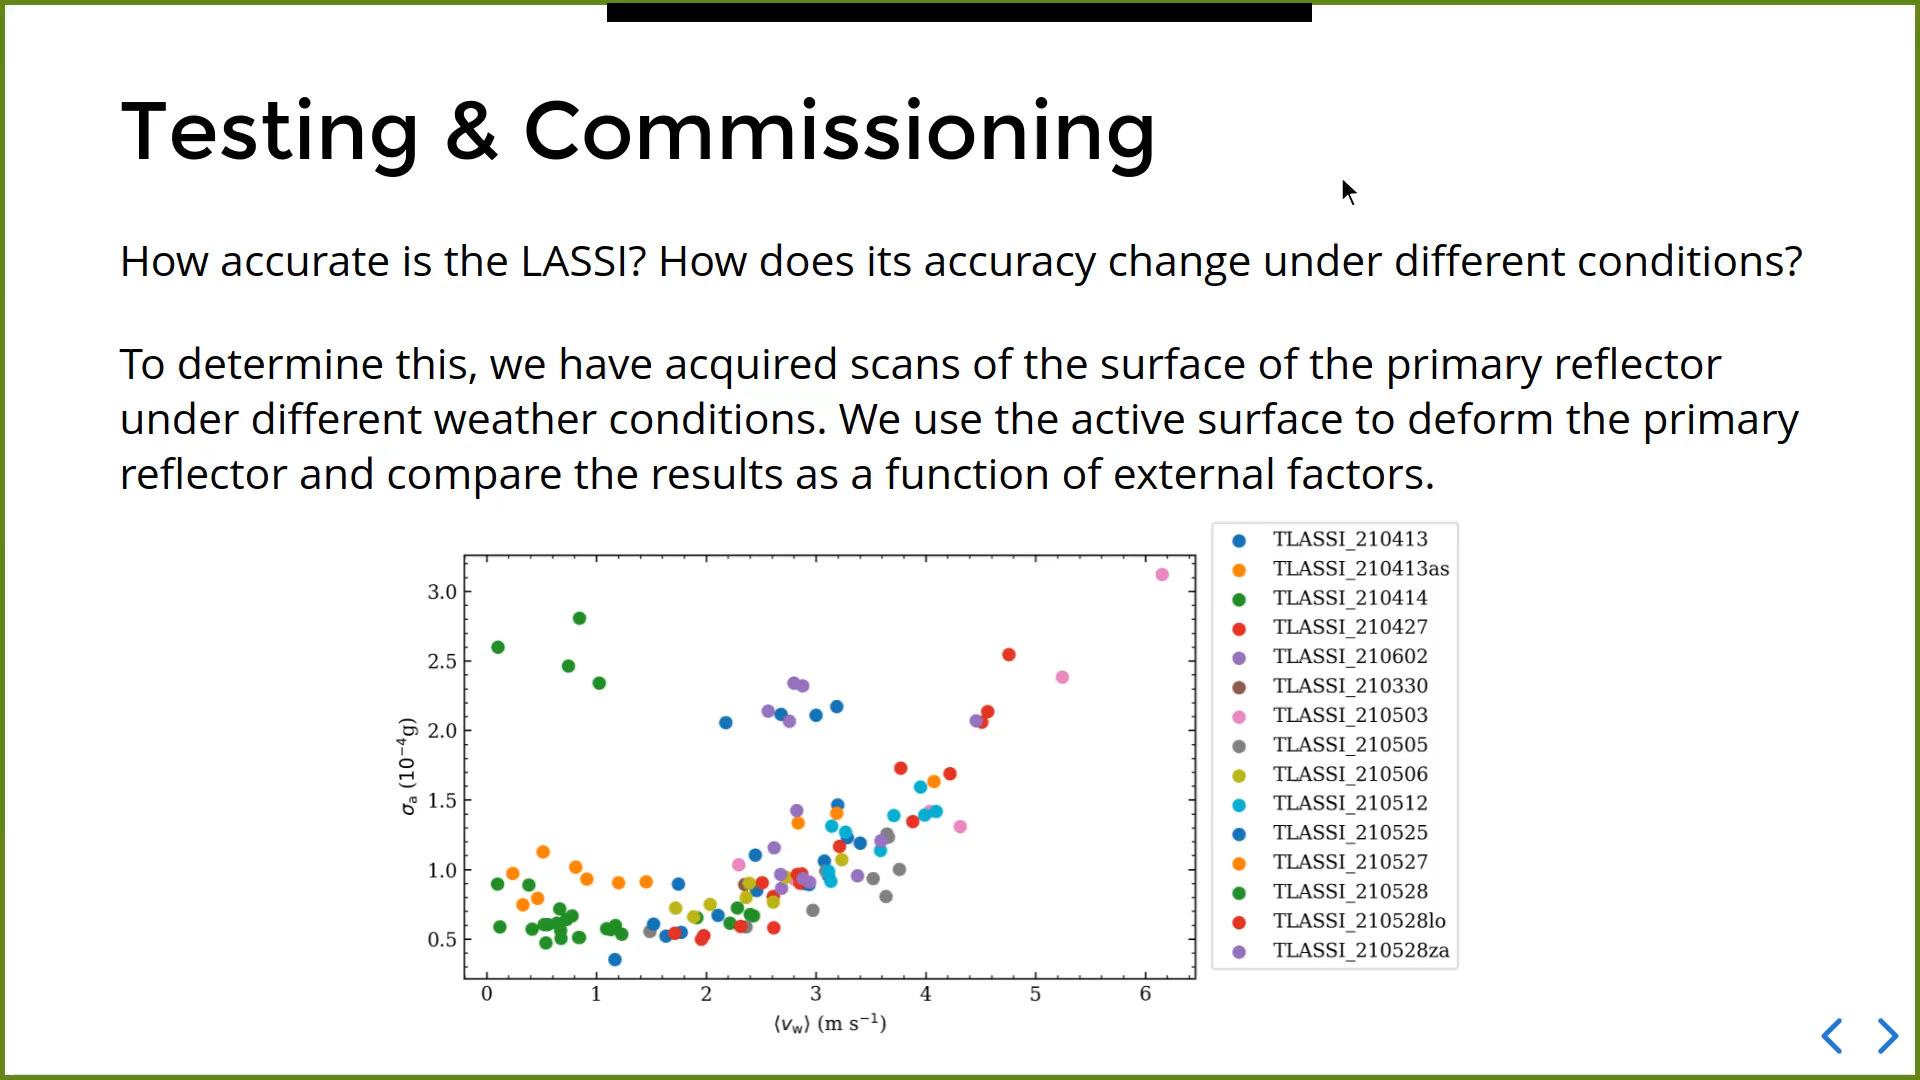 Testing & Commissioning
How accurate is the LASSI? How does its accuracy change under different conditions?
To determine this, we have acquired scans of the surface of the primary reflector
under different weather conditions. We use the active surface to deform the primary
reflector and compare the results as a function of external factors.
3.0
2.5
2.0
1.5
1.0
0.5
σₐ (10⁻⁴g)
0 1 2 3 4 5 6
⟨v_w⟩ (m s⁻¹)
TLASSI_210413
TLASSI_210413as
TLASSI_210414
TLASSI_210427
TLASSI_210602
TLASSI_210330
TLASSI_210503
TLASSI_210505
TLASSI_210506
TLASSI_210512
TLASSI_210525
TLASSI_210527
TLASSI_210528
TLASSI_210528lo
TLASSI_210528za